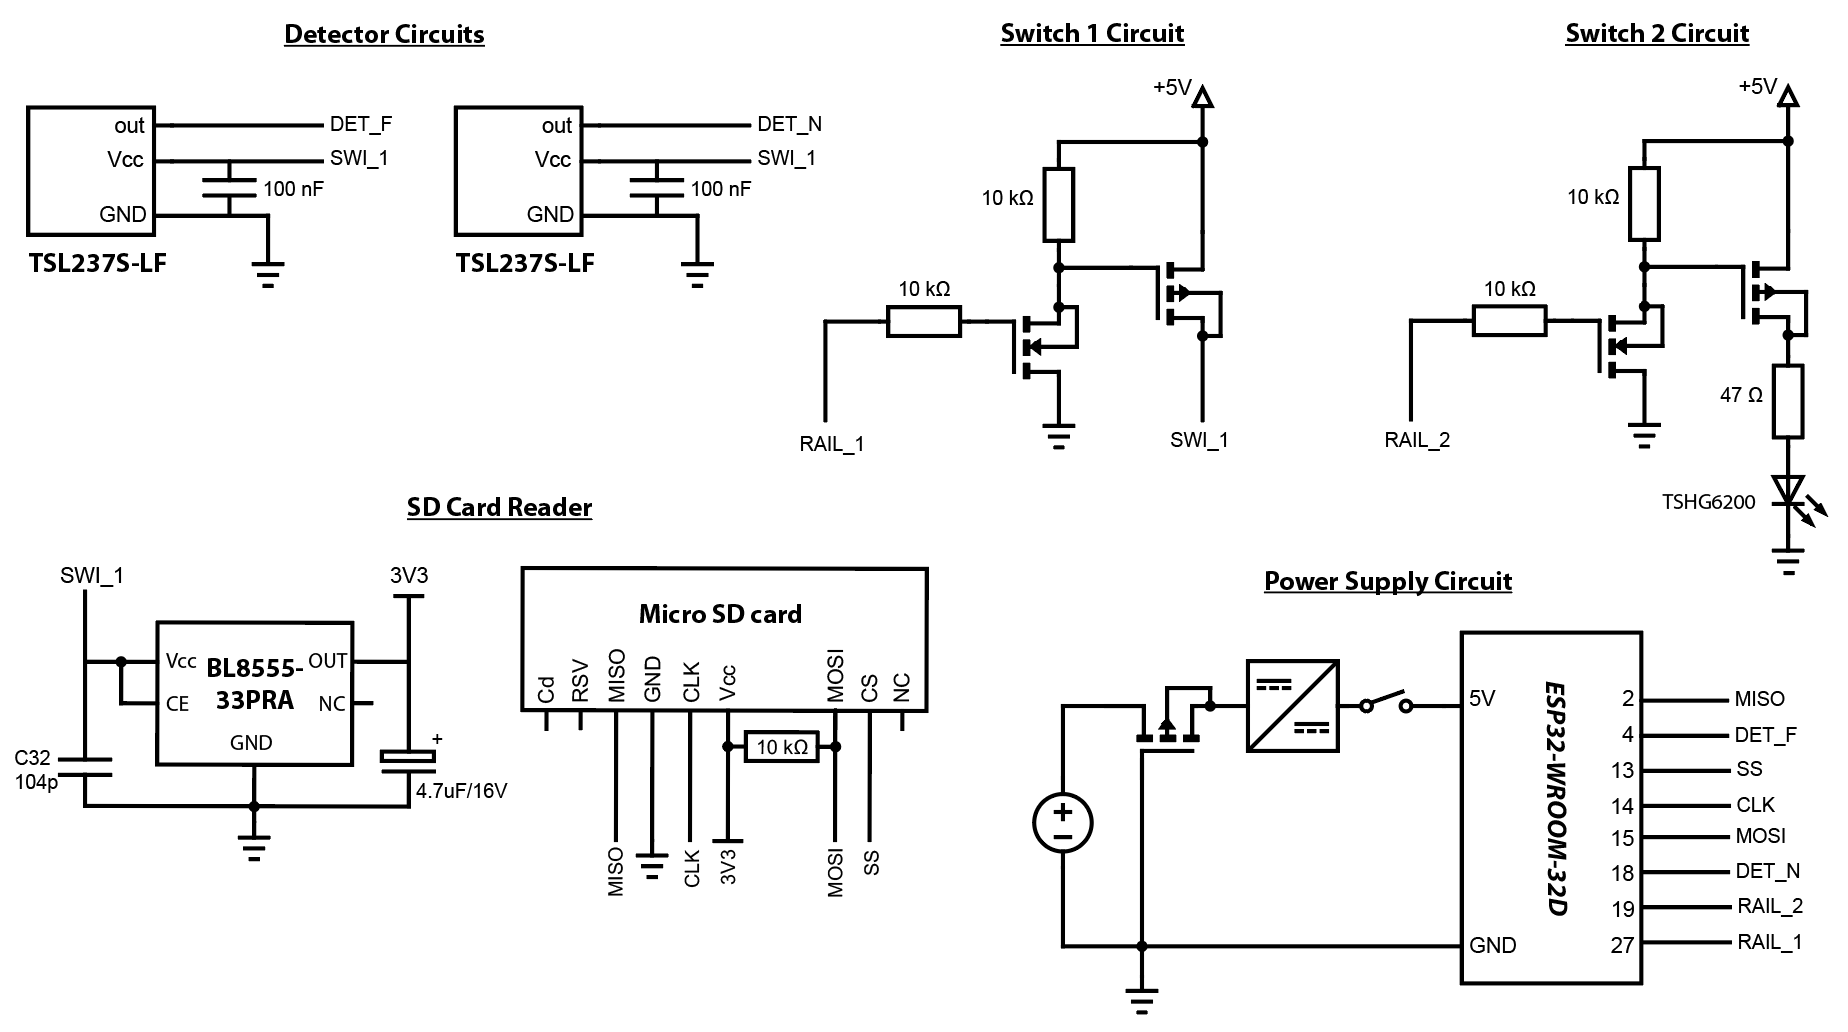 Detector Circuits
out
DET_F
Vcc
SWI_1
100 nF
GND
TSL237S-LF
out
DET_N
Vcc
SWI_1
100 nF
GND
TSL237S-LF
Switch 1 Circuit
+5V
10 kΩ
10 kΩ
RAIL_1
SWI_1
Switch 2 Circuit
+5V
10 kΩ
10 kΩ
47 Ω
RAIL_2
TSHG6200
SD Card Reader
SWI_1
3V3
Vcc
BL8555-
33PRA
OUT
CE
NC
GND
C32
104p
+
4.7uF/16V
Micro SD card
Cd
RSV
MISO
GND
CLK
Vcc
MOSI
CS
NC
10 kΩ
MISO
CLK
3V3
MOSI
SS
Power Supply Circuit
5V
ESP32-WROOM-32D
GND
2
MISO
4
DET_F
13
SS
14
CLK
15
MOSI
18
DET_N
19
RAIL_2
27
RAIL_1